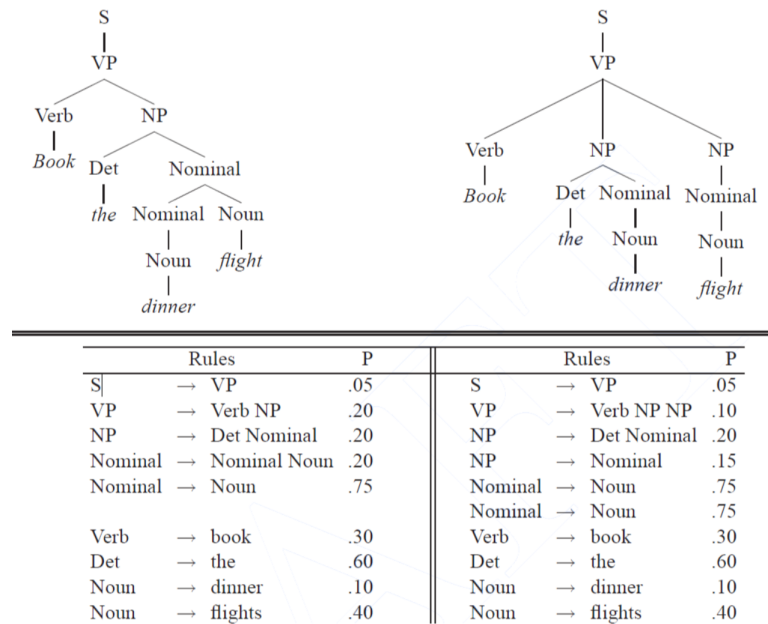 S S
VP VP
Verb NP
Verb NP NP
Book Det Nominal
Book Det Nominal Nominal
the Nominal Noun
the Noun Noun
Noun flight
dinner flight
dinner
Rules P Rules P
S → VP .05 S → VP .05
VP → Verb NP .20 VP → Verb NP NP .10
NP → Det Nominal .20 NP → Det Nominal .20
Nominal → Nominal Noun .20 NP → Nominal .15
Nominal → Noun .75 Nominal → Noun .75
Nominal → Noun .75
Verb → book .30 Verb → book .30
Det → the .60 Det → the .60
Noun → dinner .10 Noun → dinner .10
Noun → flights .40 Noun → flights .40